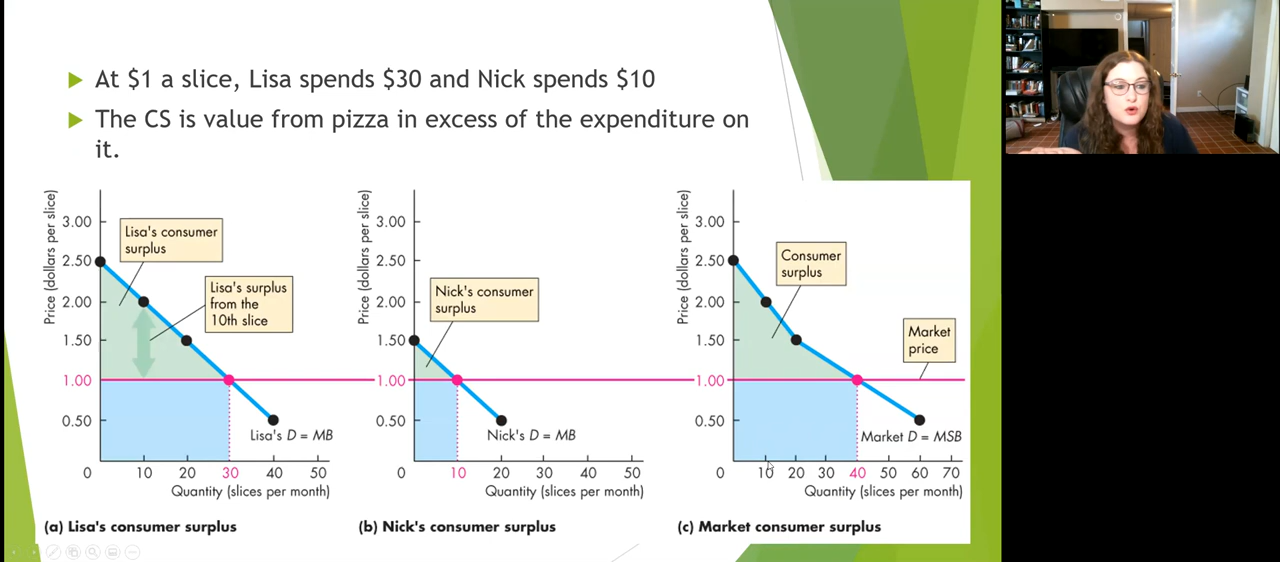 At $1 a slice, Lisa spends $30 and Nick spends $10
The CS is value from pizza in excess of the expenditure on
it.
Price (dollars per slice)
3.00
2.50
2.00
1.50
1.00
0.50
0
10
20
30
40
50
Quantity (slices per month)
Lisa's consumer
surplus
Lisa's surplus
from the
10th slice
Lisa's D = MB
(a) Lisa's consumer surplus
Price (dollars per slice)
3.00
2.50
2.00
1.50
1.00
0.50
0
10
20
30
40
50
Quantity (slices per month)
Nick's consumer
surplus
Nick's D = MB
(b) Nick's consumer surplus
Price (dollars per slice)
3.00
2.50
2.00
1.50
1.00
0.50
0
10
20
30
40
50
60
70
Quantity (slices per month)
Consumer
surplus
Market
price
Market D = MSB
(c) Market consumer surplus